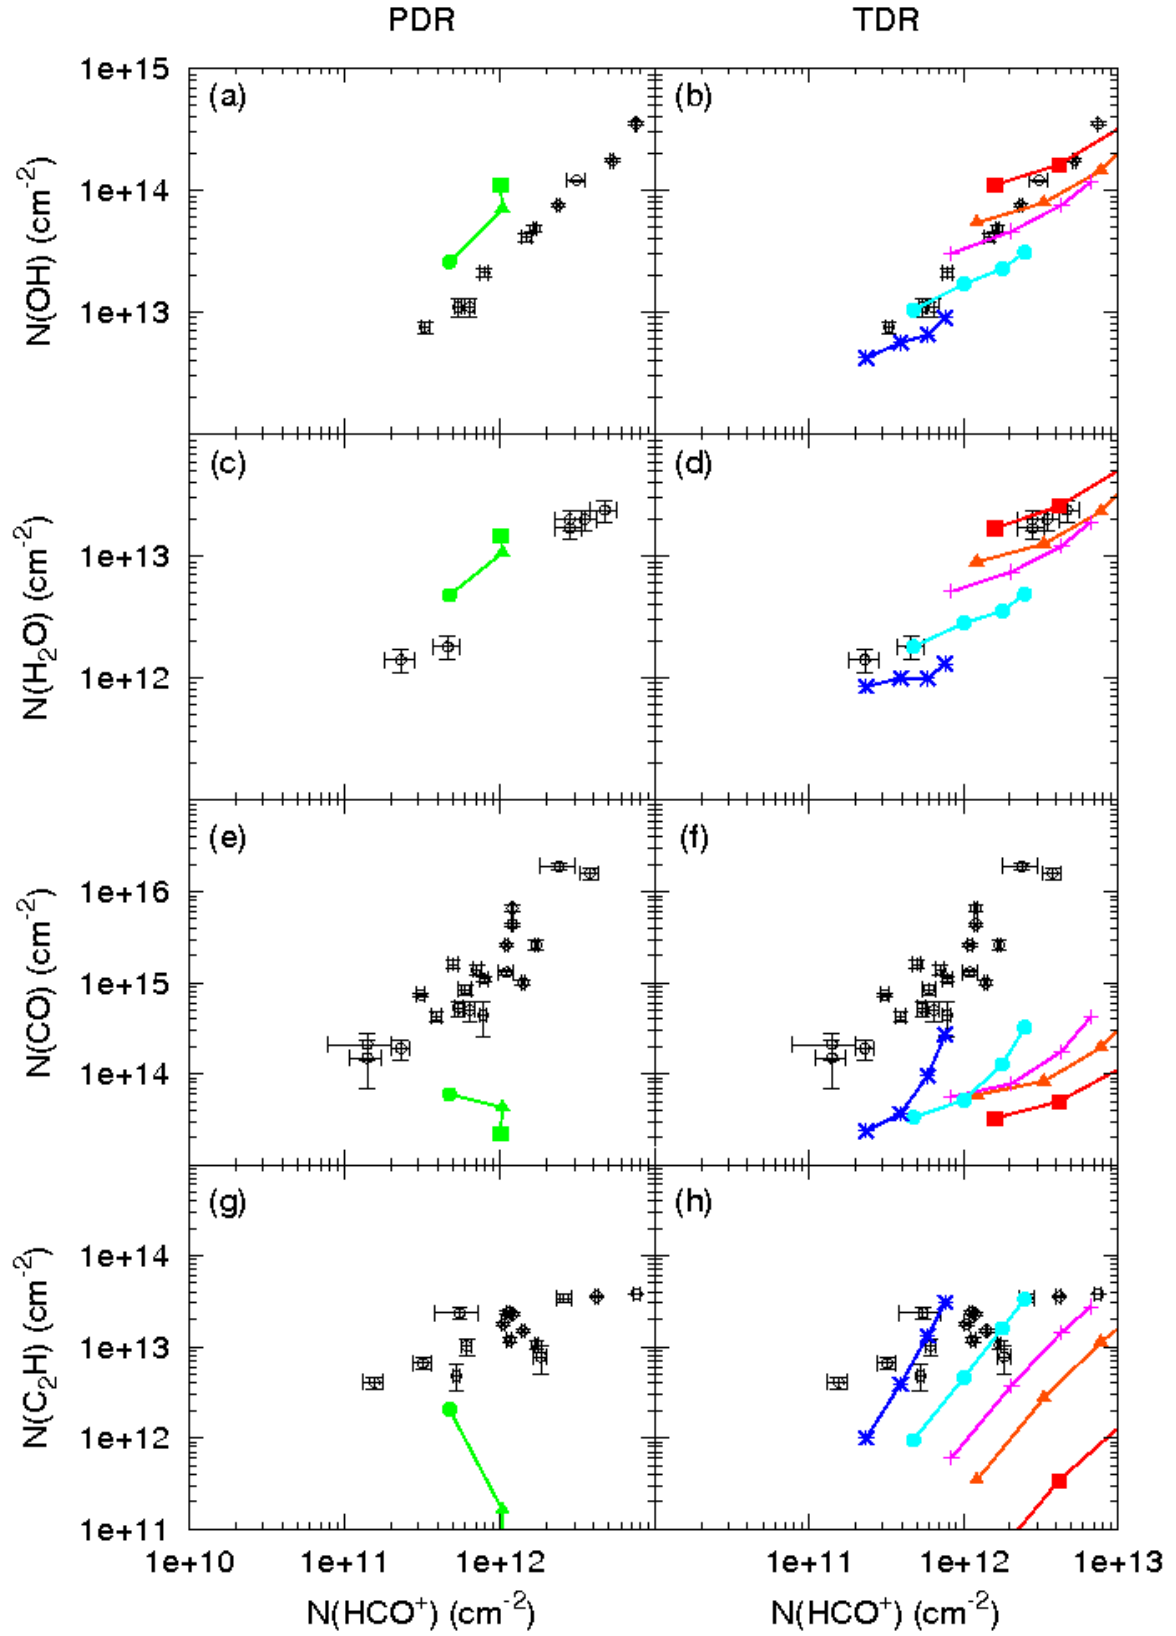 PDR TDR
1e+15 (a) (b)
1e+14
1e+13
N(OH) (cm-2)
(c) (d)
1e+13
1e+12
N(H2O) (cm-2)
(e) (f)
1e+16
1e+15
1e+14
N(CO) (cm-2)
(g) (h)
1e+14
1e+13
1e+12
1e+11
N(C2H) (cm-2)
1e+10 1e+11 1e+12 1e+11 1e+12 1e+13
N(HCO+) (cm-2) N(HCO+) (cm-2)